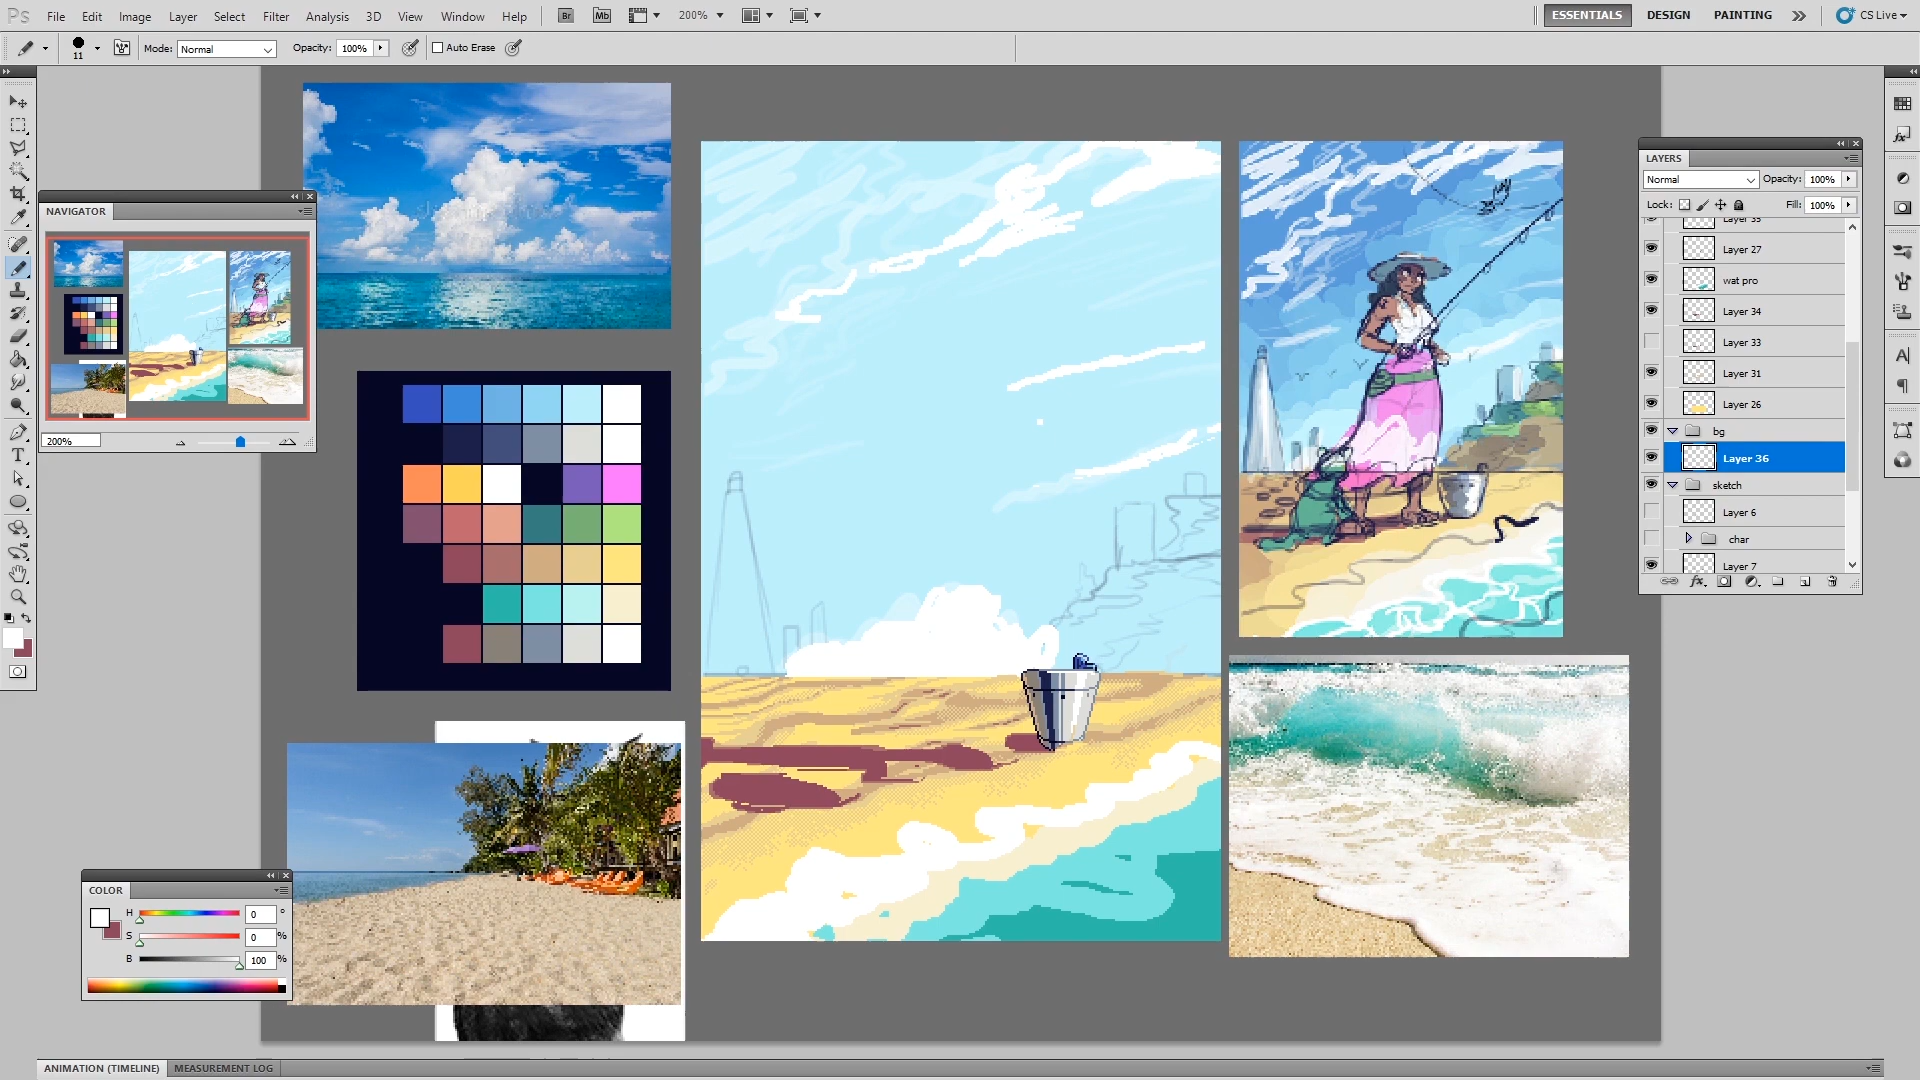 Ps File Edit Image Layer Select Filter Analysis 3D View Window Help Br Mb 200% ESSENTIALS DESIGN PAINTING CS Live
11 Mode: Normal Opacity: 100% Auto Erase
NAVIGATOR
200%
COLOR
H 0 °
S 0 %
B 100 %
LAYERS
Normal Opacity: 100%
Lock: Fill: 100%
Layer 35
Layer 27
wat pro
Layer 34
Layer 33
Layer 31
Layer 26
bg
Layer 36
sketch
Layer 6
char
Layer 7
ANIMATION (TIMELINE) MEASUREMENT LOG